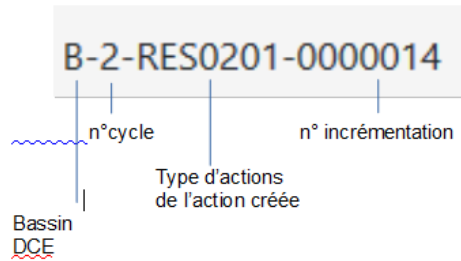 B-2-RES0201-0000014
n°cycle
n° incrémentation
Type d'actions
de l'action créée
Bassin
DCE